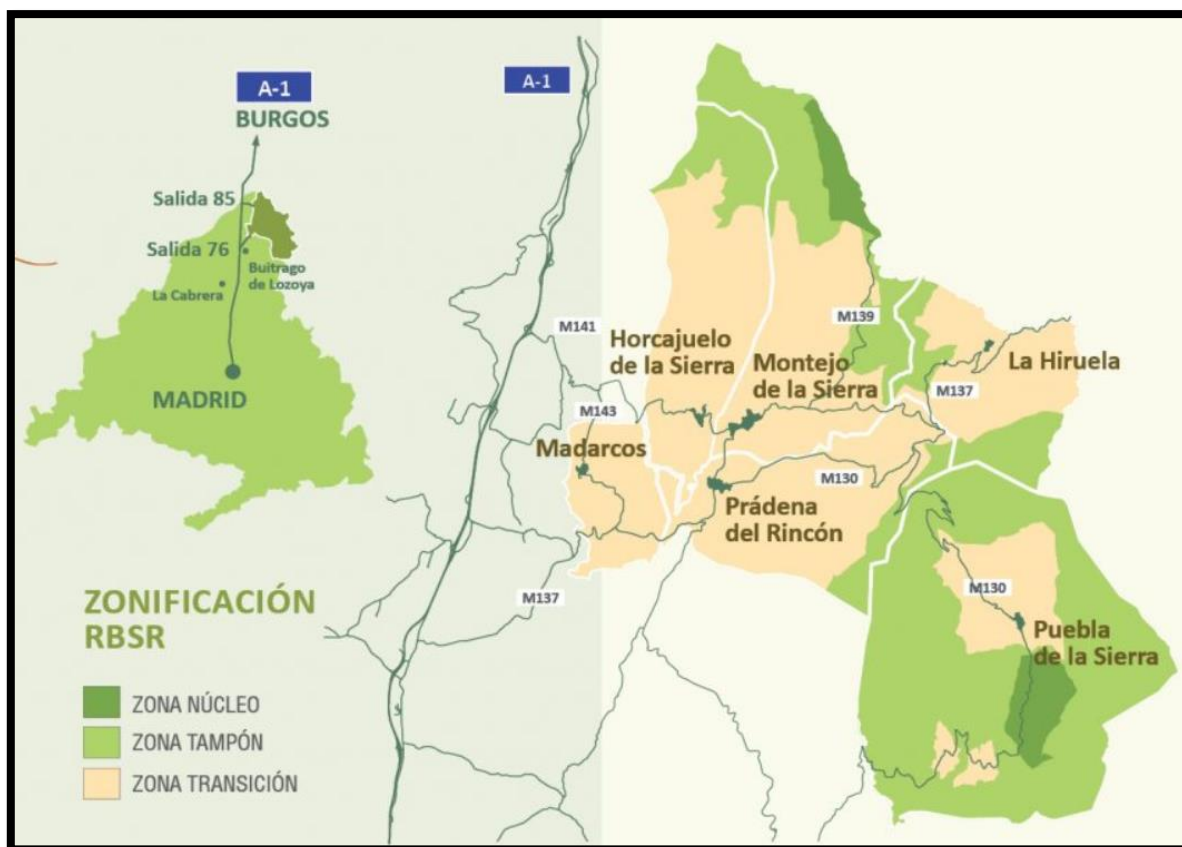 A-1
BURGOS
Salida 85
Salida 76
Buitrago
de Lozoya
La Cabrera
MADRID
ZONIFICACIÓN
RBSR
ZONA NÚCLEO
ZONA TAMPÓN
ZONA TRANSICIÓN
A-1
M141
Horcajuelo
de la Sierra
M139
Montejo
de la Sierra
La Hiruela
M137
M143
Madarcos
M130
Prádena
del Rincón
M137
M130
Puebla
de la Sierra